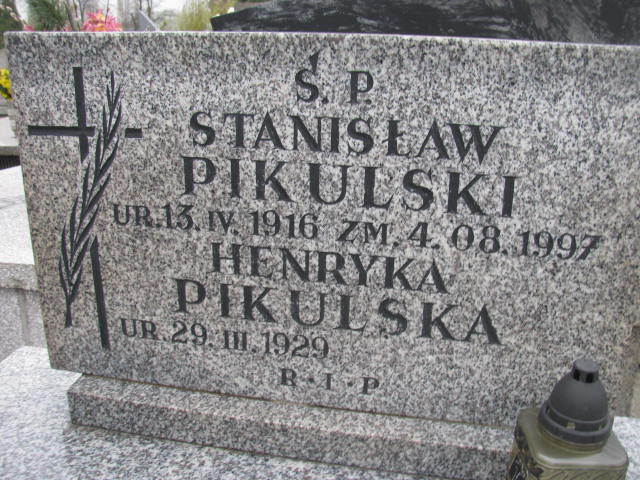 Ś. P.
STANISŁAW
PIKULSKI
UR. 13. IV. 1916 ZM. 4. 08. 1997
HENRYKA
PIKULSKA
UR. 29. III. 1929
R · I · P